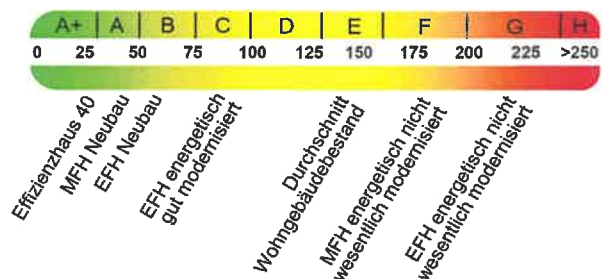 A+ A B C D E F G H
0 25 50 75 100 125 150 175 200 225 >250
Effizienzhaus 40
MFH Neubau
EFH Neubau
EFH energetisch
gut modernisiert
Durchschnitt
Wohngebäudebestand
MFH energetisch nicht
wesentlich modernisiert
EFH energetisch nicht
wesentlich modernisiert